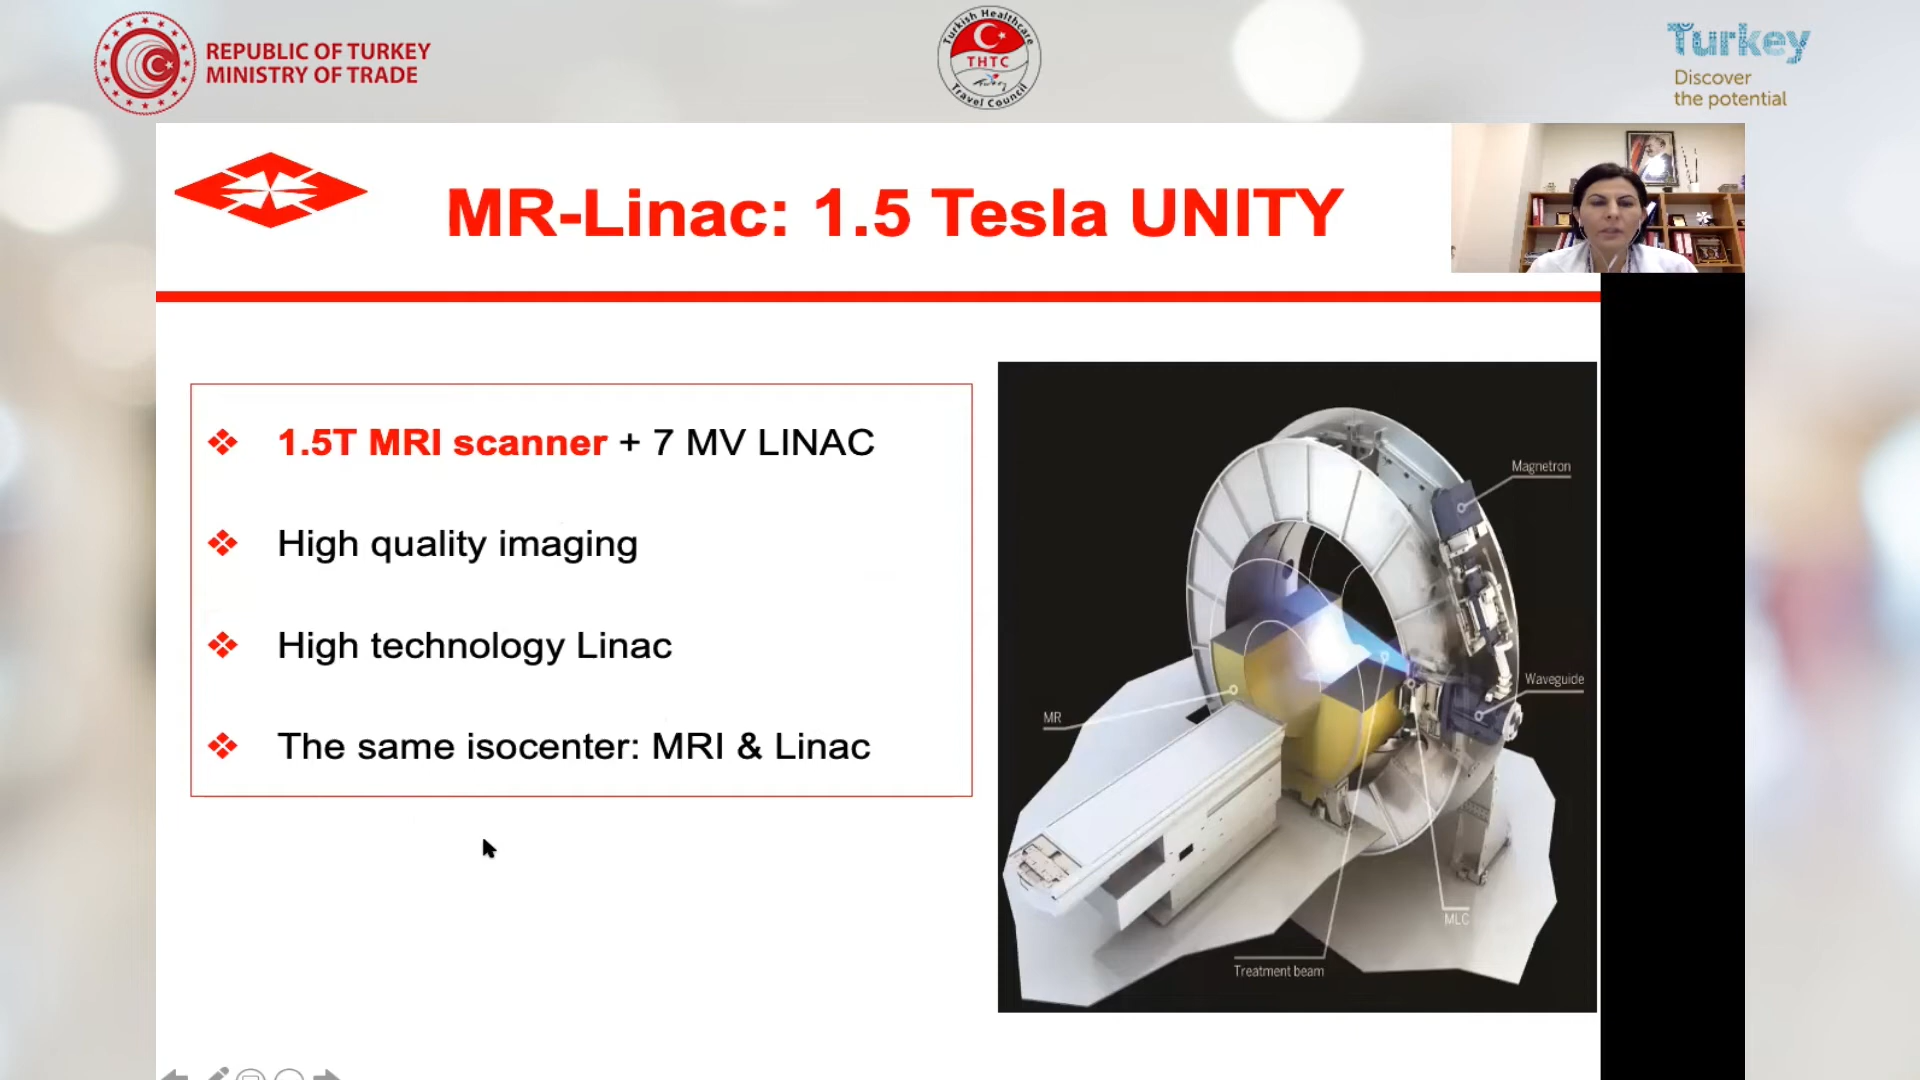 REPUBLIC OF TURKEY
MINISTRY OF TRADE
Turkish Healthcare
THTC
Travel Council
Turkey
Discover
the potential
MR-Linac: 1.5 Tesla UNITY
1.5T MRI scanner + 7 MV LINAC
High quality imaging
High technology Linac
The same isocenter: MRI & Linac
Magnetron
Waveguide
MR
MLC
Treatment beam